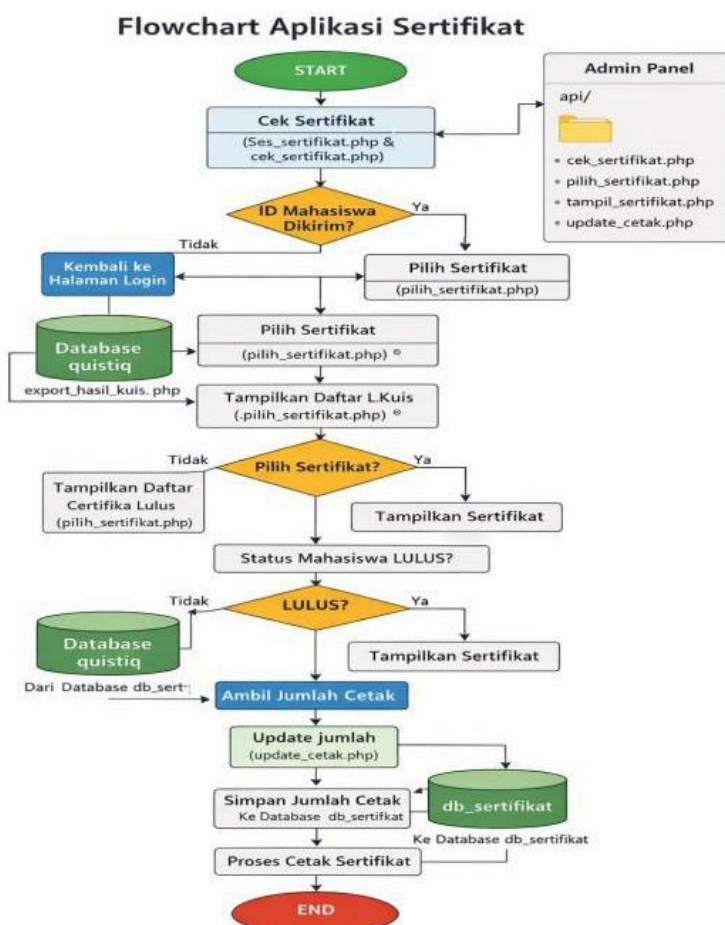 Flowchart Aplikasi Sertifikat
START
Admin Panel
api/
cek_sertifikat.php
pilih_sertifikat.php
tampil_sertifikat.php
update_cetak.php
Cek Sertifikat
(Ses_sertifikat.php &
cek_sertifikat.php)
ID Mahasiswa
Dikirim?
Ya
Tidak
Kembali ke
Halaman Login
Pilih Sertifikat
(pilih_sertifikat.php)
Database
quistiq
Pilih Sertifikat
(pilih_sertifikat.php)
export_hasil_kuis. php
Tampilkan Daftar L.Kuis
(.pilih_sertifikat.php)
Tidak
Pilih Sertifikat?
Ya
Tampilkan Daftar
Certifika Lulus
(pilih_sertifikat.php)
Tampilkan Sertifikat
Status Mahasiswa LULUS?
Tidak
LULUS?
Ya
Database
quistiq
Tampilkan Sertifikat
Dari Database db_sert
Ambil Jumlah Cetak
Update jumlah
(update_cetak.php)
Simpan Jumlah Cetak
Ke Database db_sertifkat
db_sertifikat
Ke Database db_sertifikat
Proses Cetak Sertifikat
END